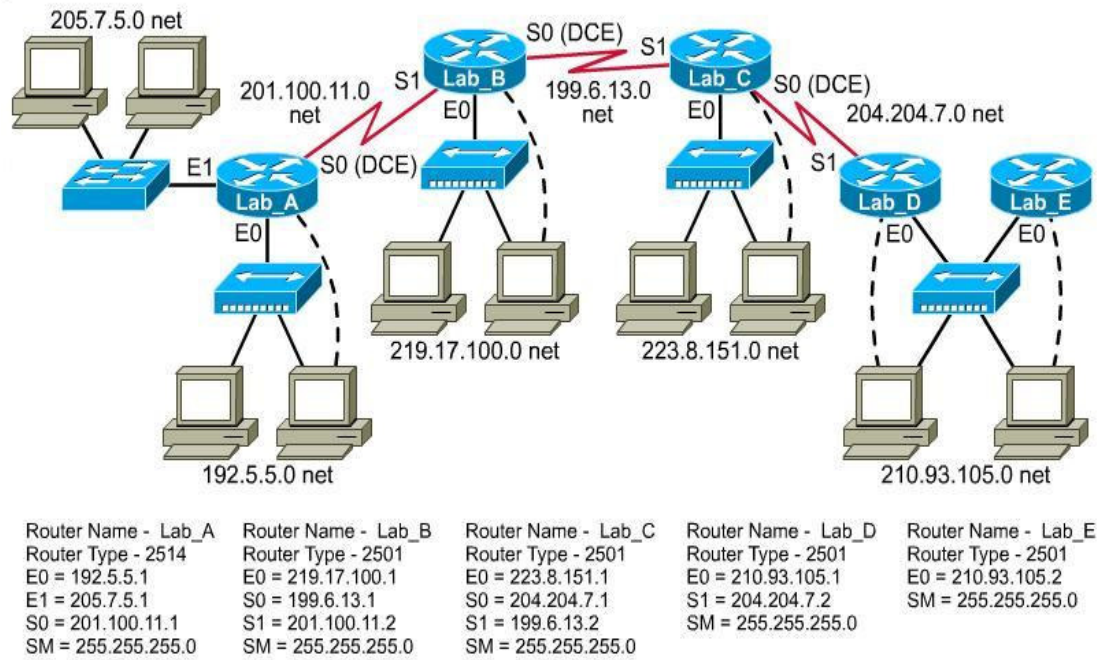 205.7.5.0 net
S0 (DCE)
S1
Lab_B
Lab_C
S1
S0 (DCE)
201.100.11.0
net
E0
199.6.13.0
net
E0
204.204.7.0 net
E1
S0 (DCE)
S1
Lab_A
Lab_D
Lab_E
E0
E0
E0
219.17.100.0 net
223.8.151.0 net
192.5.5.0 net
210.93.105.0 net
Router Name - Lab_A
Router Type - 2514
E0 = 192.5.5.1
E1 = 205.7.5.1
S0 = 201.100.11.1
SM = 255.255.255.0
Router Name - Lab_B
Router Type - 2501
E0 = 219.17.100.1
S0 = 199.6.13.1
S1 = 201.100.11.2
SM = 255.255.255.0
Router Name - Lab_C
Router Type - 2501
E0 = 223.8.151.1
S0 = 204.204.7.1
S1 = 199.6.13.2
SM = 255.255.255.0
Router Name - Lab_D
Router Type - 2501
E0 = 210.93.105.1
S1 = 204.204.7.2
SM = 255.255.255.0
Router Name - Lab_E
Router Type - 2501
E0 = 210.93.105.2
SM = 255.255.255.0